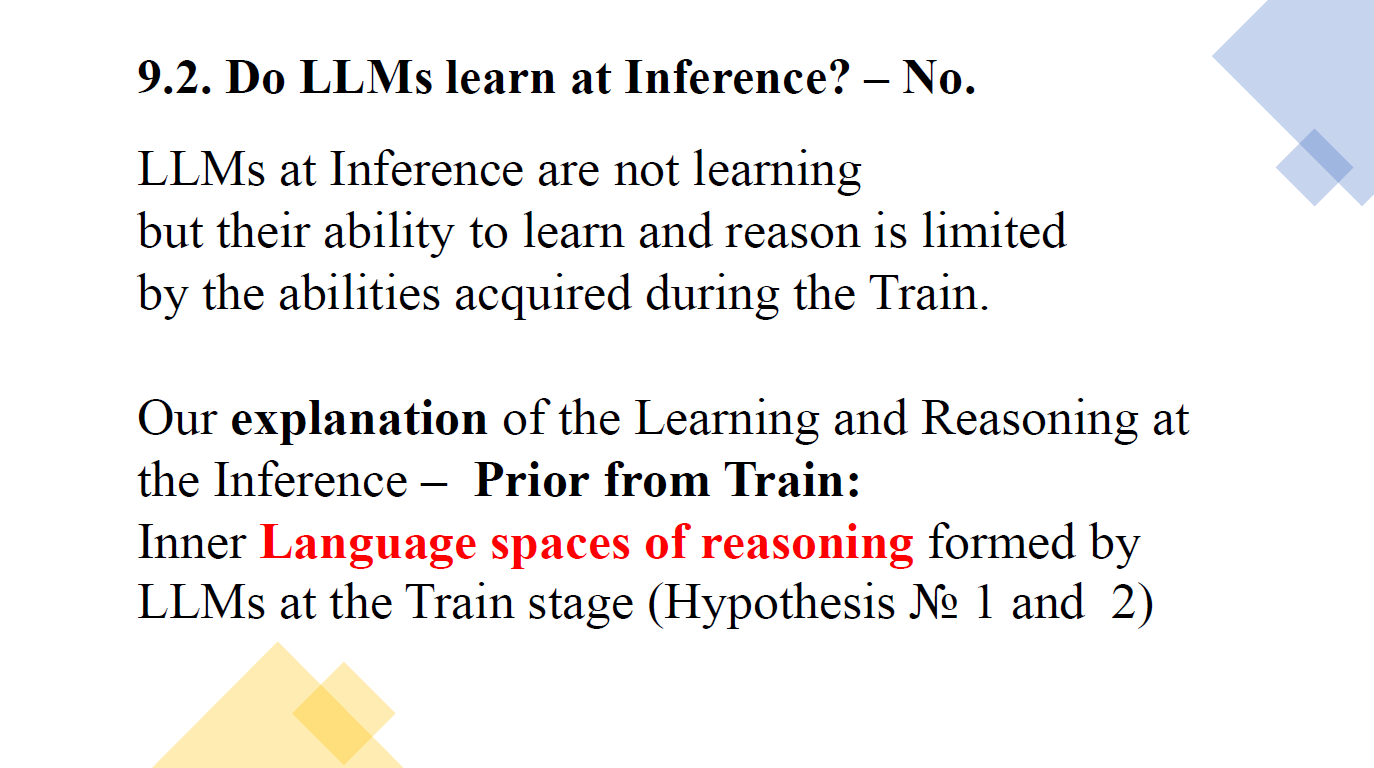 9.2. Do LLMs learn at Inference? – No.
LLMs at Inference are not learning
but their ability to learn and reason is limited
by the abilities acquired during the Train.
Our explanation of the Learning and Reasoning at
the Inference – Prior from Train:
Inner Language spaces of reasoning formed by
LLMs at the Train stage (Hypothesis № 1 and 2)